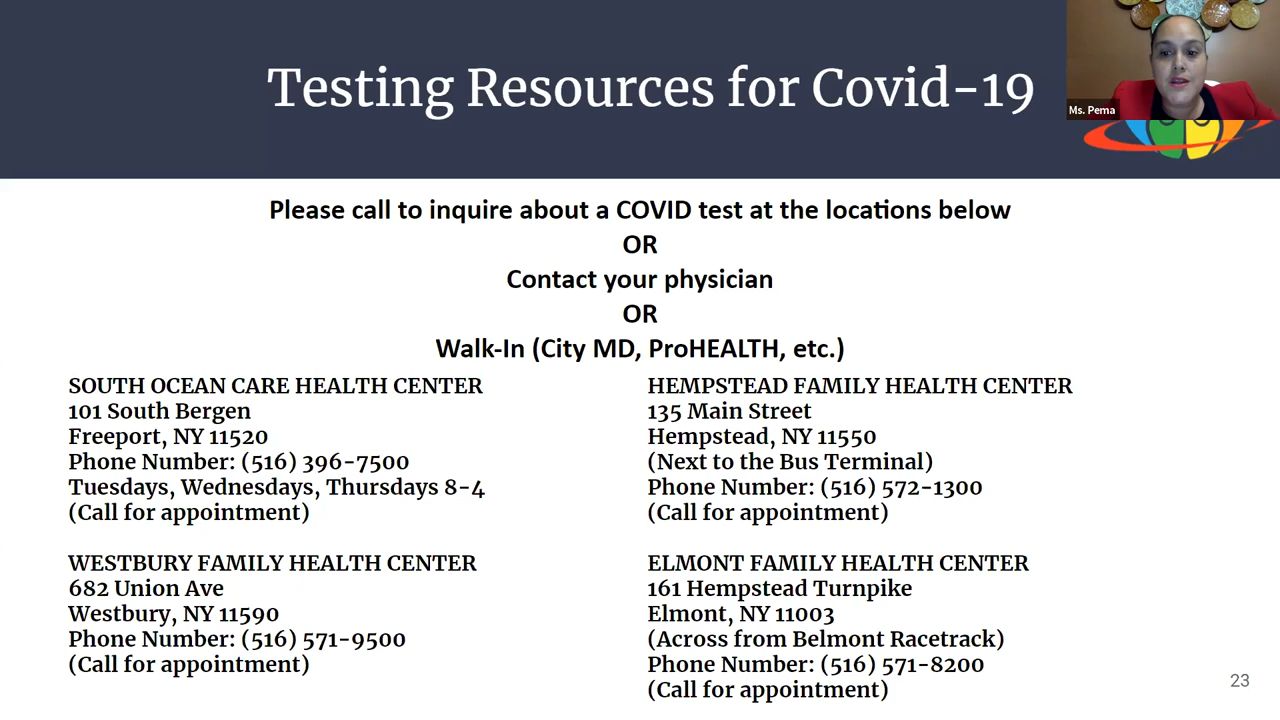 Testing Resources for Covid-19
Ms. Pema
Please call to inquire about a COVID test at the locations below
OR
Contact your physician
OR
Walk-In (City MD, ProHEALTH, etc.)
SOUTH OCEAN CARE HEALTH CENTER
101 South Bergen
Freeport, NY 11520
Phone Number: (516) 396-7500
Tuesdays, Wednesdays, Thursdays 8-4
(Call for appointment)
WESTBURY FAMILY HEALTH CENTER
682 Union Ave
Westbury, NY 11590
Phone Number: (516) 571-9500
(Call for appointment)
HEMPSTEAD FAMILY HEALTH CENTER
135 Main Street
Hempstead, NY 11550
(Next to the Bus Terminal)
Phone Number: (516) 572-1300
(Call for appointment)
ELMONT FAMILY HEALTH CENTER
161 Hempstead Turnpike
Elmont, NY 11003
(Across from Belmont Racetrack)
Phone Number: (516) 571-8200
(Call for appointment)
23